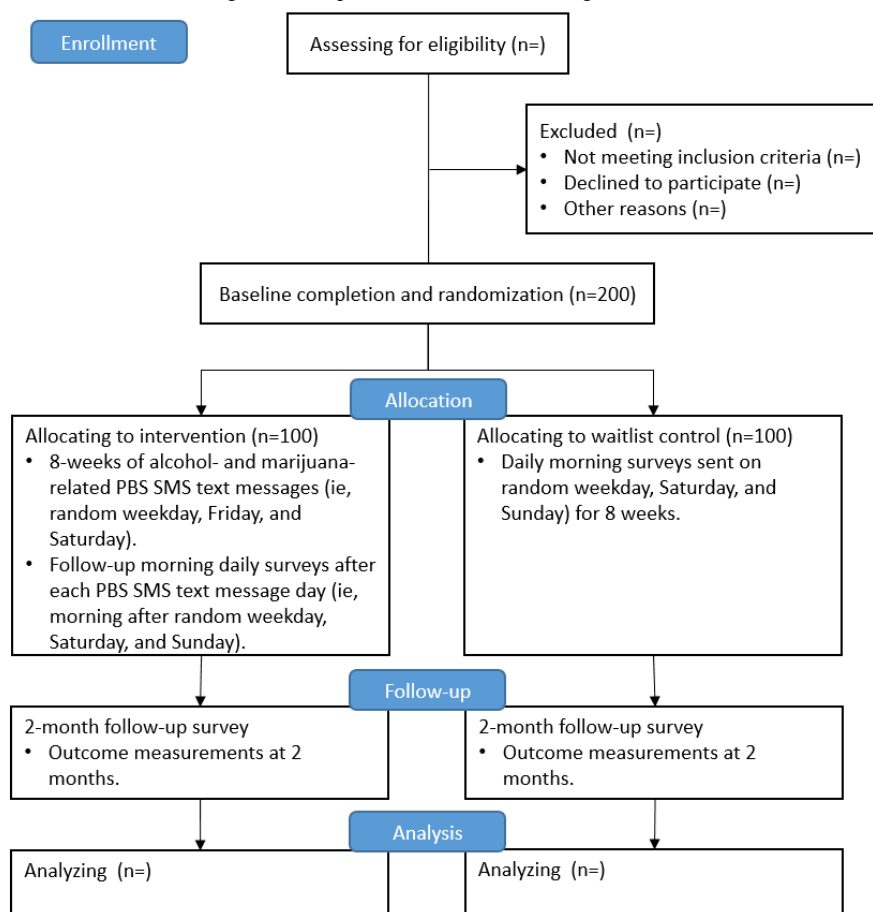 Enrollment
Assessing for eligibility (n=)
Excluded (n=)
• Not meeting inclusion criteria (n=)
• Declined to participate (n=)
• Other reasons (n=)
Baseline completion and randomization (n=200)
Allocation
Allocating to intervention (n=100)
• 8-weeks of alcohol- and marijuana-
related PBS SMS text messages (ie,
random weekday, Friday, and
Saturday).
• Follow-up morning daily surveys after
each PBS SMS text message day (ie,
morning after random weekday,
Saturday, and Sunday).
Allocating to waitlist control (n=100)
• Daily morning surveys sent on
random weekday, Saturday, and
Sunday) for 8 weeks.
Follow-up
2-month follow-up survey
• Outcome measurements at 2
months.
2-month follow-up survey
• Outcome measurements at 2
months.
Analysis
Analyzing (n=)
Analyzing (n=)